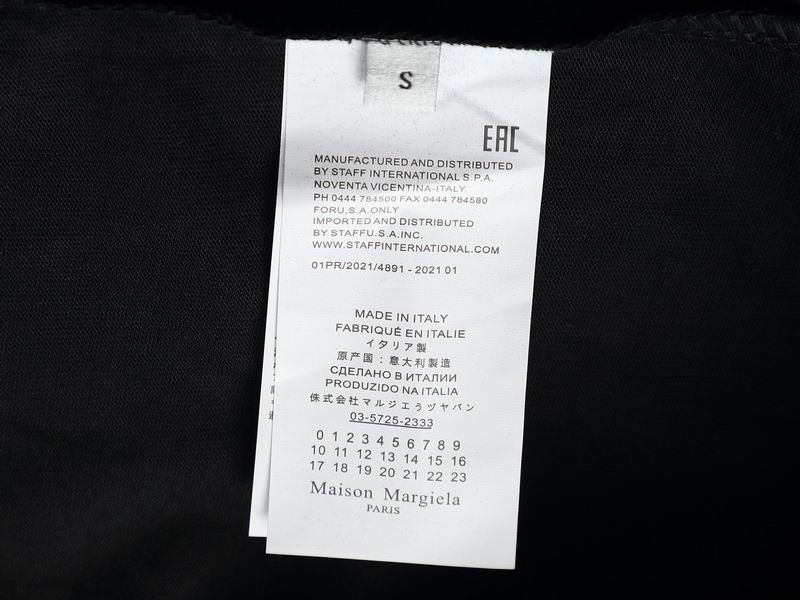 S
EAC
MANUFACTURED AND DISTRIBUTED
BY STAFF INTERNATIONAL S.P.A.
NOVENTA VICENTINA-ITALY
PH 0444 784500 FAX 0444 784580
FORU,S.A.ONLY
IMPORTED AND DISTRIBUTED
BY STAFFU.S.A.INC.
WWW.STAFFINTERNATIONAL.COM
01PR/2021/4891 - 2021 01
MADE IN ITALY
FABRIQUÉ EN ITALIE
イタリア製
原产国：意大利製造
СДЕЛАНО В ИТАЛИИ
PRODUZIDO NA ITALIA
侏式会社マルジエぅヅヤバン
03-5725-2333
0 1 2 3 4 5 6 7 8 9
10 11 12 13 14 15 16
17 18 19 20 21 22 23
Maison Margiela
PARIS